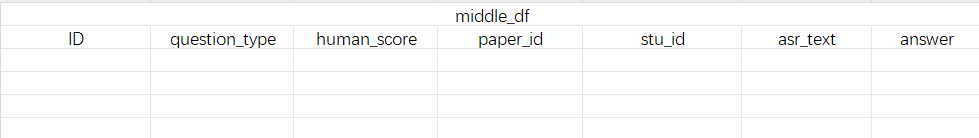 middle_df
ID question_type human_score paper_id stu_id asr_text answer